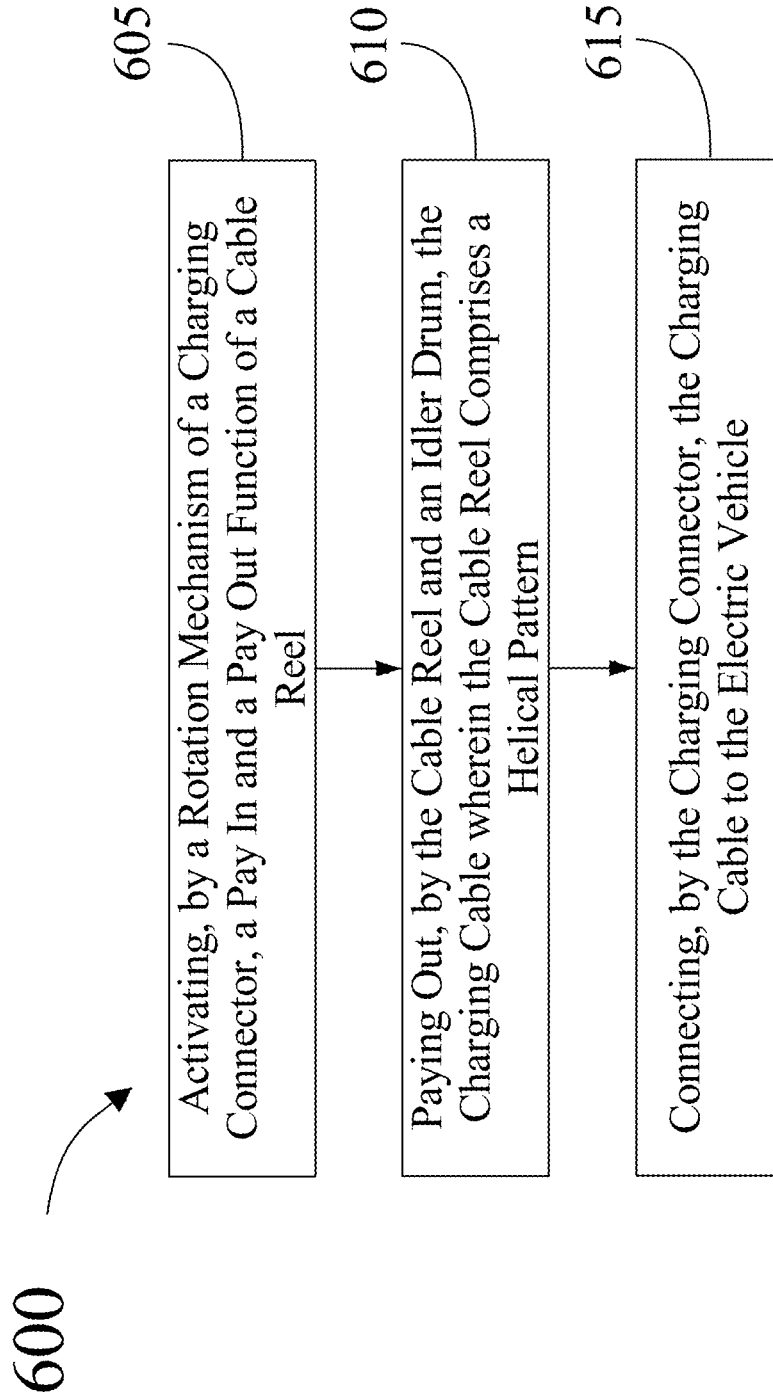 600
Activating, by a Rotation Mechanism of a Charging
Connector, a Pay In and a Pay Out Function of a Cable
Reel
605
Paying Out, by the Cable Reel and an Idler Drum, the
Charging Cable wherein the Cable Reel Comprises a
Helical Pattern
610
Connecting, by the Charging Connector, the Charging
Cable to the Electric Vehicle
615